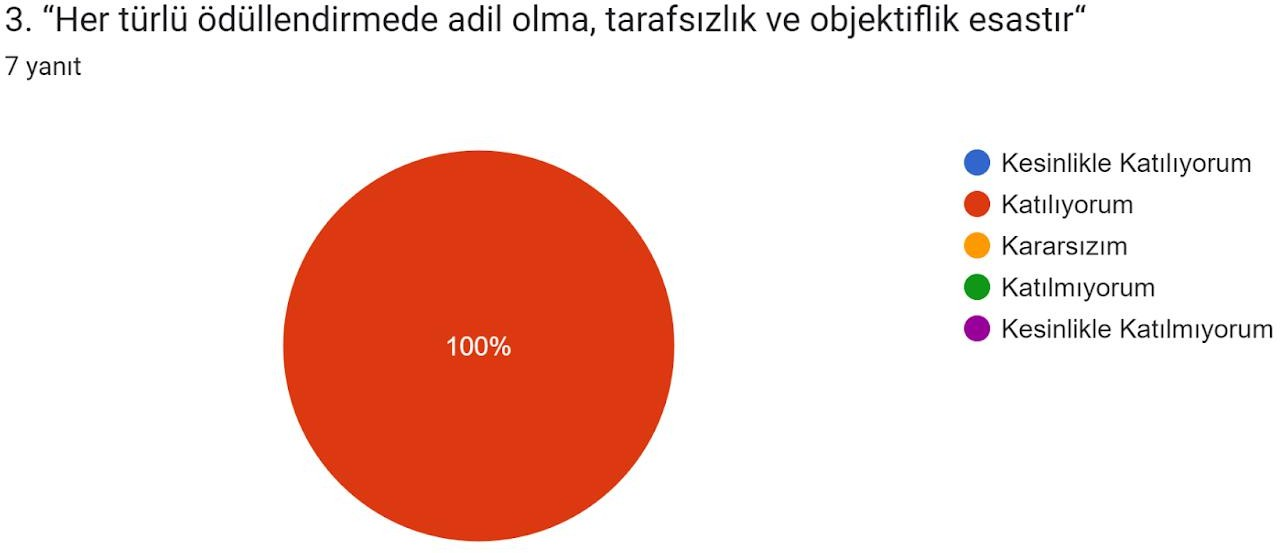 3. “Her türlü ödüllendirmede adil olma, tarafsızlık ve objektiflik esastır“
7 yanıt
100%
Kesinlikle Katılıyorum
Katılıyorum
Kararsızım
Katılmıyorum
Kesinlikle Katılmıyorum